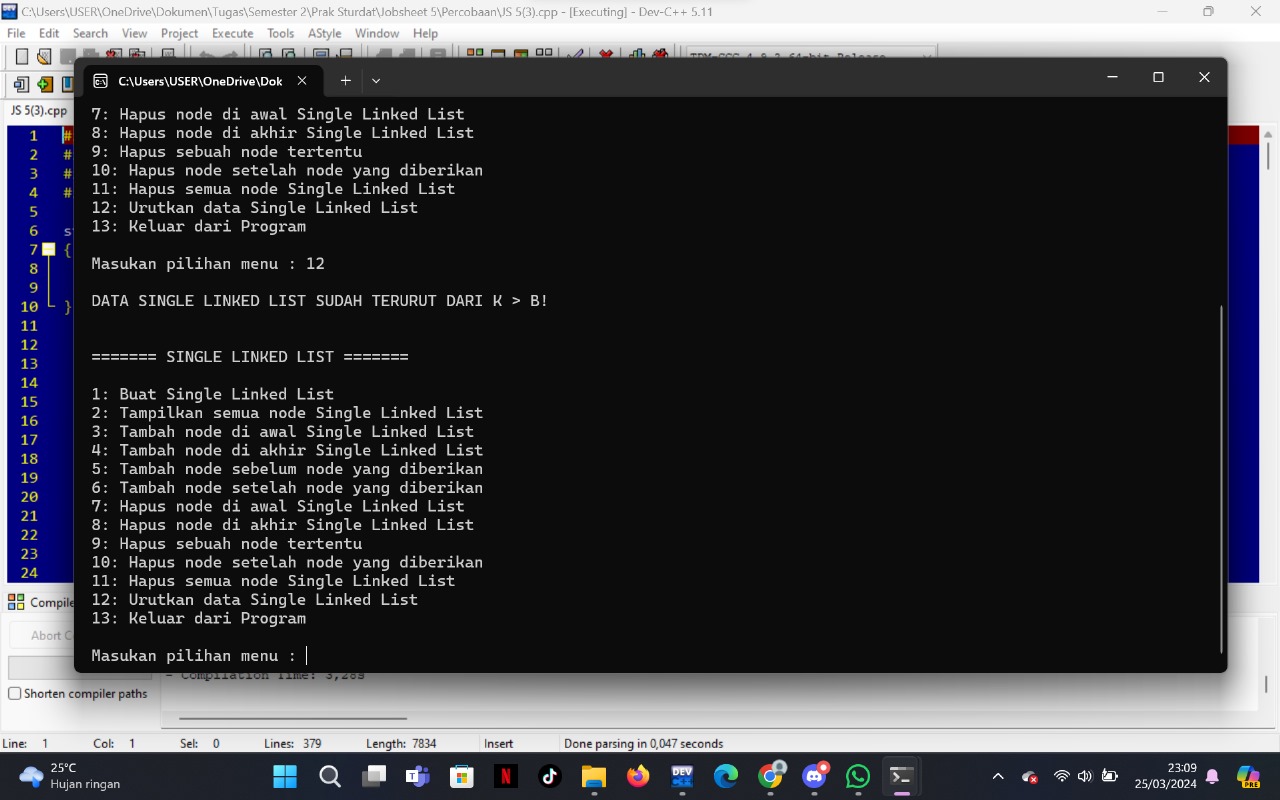 C:\Users\USER\OneDrive\Dokumen\Tugas\Semester 2\Prak Sturdat\Jobsheet 5\Percobaan\JS 5(3).cpp - [Executing] - Dev-C++ 5.11
File Edit Search View Project Execute Tools AStyle Window Help
C:\Users\USER\OneDrive\Dok
JS 5(3).cpp
7: Hapus node di awal Single Linked List
8: Hapus node di akhir Single Linked List
9: Hapus sebuah node tertentu
10: Hapus node setelah node yang diberikan
11: Hapus semua node Single Linked List
12: Urutkan data Single Linked List
13: Keluar dari Program
Masukan pilihan menu : 12
DATA SINGLE LINKED LIST SUDAH TERURUT DARI K > B!
======= SINGLE LINKED LIST =======
1: Buat Single Linked List
2: Tampilkan semua node Single Linked List
3: Tambah node di awal Single Linked List
4: Tambah node di akhir Single Linked List
5: Tambah node sebelum node yang diberikan
6: Tambah node setelah node yang diberikan
7: Hapus node di awal Single Linked List
8: Hapus node di akhir Single Linked List
9: Hapus sebuah node tertentu
10: Hapus node setelah node yang diberikan
11: Hapus semua node Single Linked List
12: Urutkan data Single Linked List
13: Keluar dari Program
Masukan pilihan menu :
1 #
2 #
3 #
4 #
5
6 s
7 {
8
9
10 }
11
12
13
14
15
16
17
18
19
20
21
22
23
24
Compile
Abort C
- Compilation Time: 3,28s
Shorten compiler paths
Line: 1 Col: 1 Sel: 0 Lines: 379 Length: 7834 Insert Done parsing in 0,047 seconds
25°C
Hujan ringan
DEV
23:09
25/03/2024
PRE